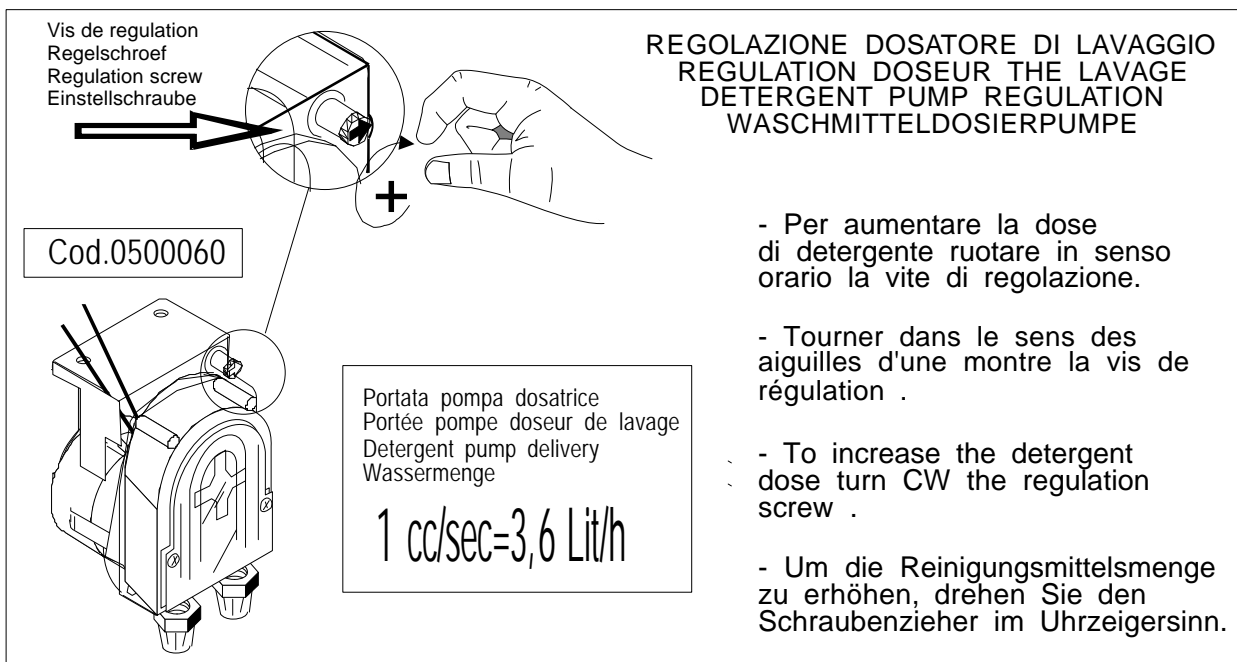 Vis de regulation
Regelschroef
Regulation screw
Einstellschraube
+
REGOLAZIONE DOSATORE DI LAVAGGIO
REGULATION DOSEUR THE LAVAGE
DETERGENT PUMP REGULATION
WASCHMITTELDOSIERPUMPE
Cod.0500060
Portata pompa dosatrice
Portée pompe doseur de lavage
Detergent pump delivery
Wassermenge
1 cc/sec=3,6 Lit/h
- Per aumentare la dose
di detergente ruotare in senso
orario la vite di regolazione.
- Tourner dans le sens des
aiguilles d'une montre la vis de
régulation .
- To increase the detergent
dose turn CW the regulation
screw .
- Um die Reinigungsmittelsmenge
zu erhöhen, drehen Sie den
Schraubenzieher im Uhrzeigersinn.